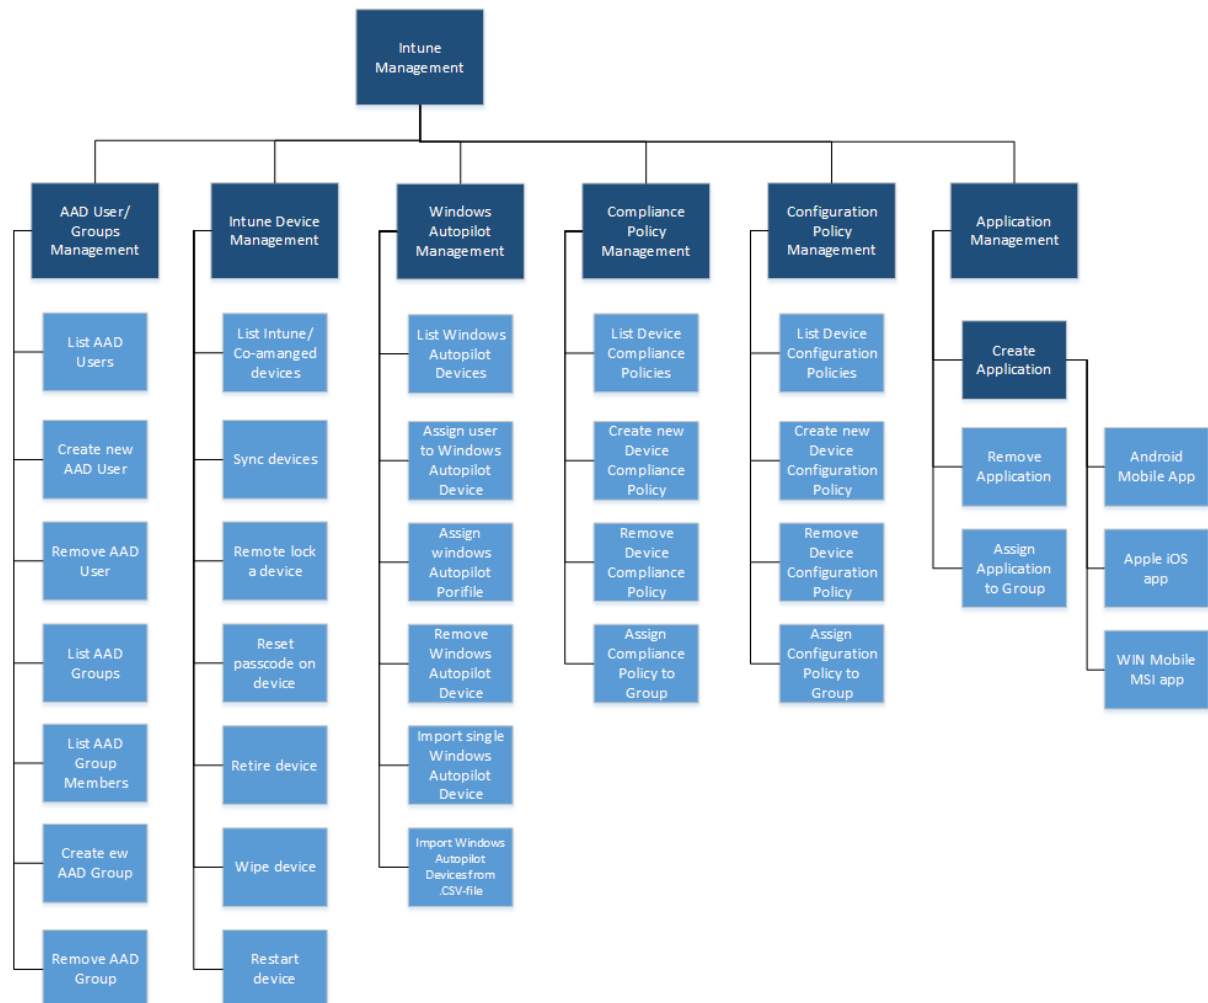 Intune
Management
AAD User/
Groups
Management
Intune Device
Management
Windows
Autopilot
Management
Compliance
Policy
Management
Configuration
Policy
Management
Application
Management
List AAD
Users
Create new
AAD User
Remove AAD
User
List AAD
Groups
List AAD
Group
Members
Create ew
AAD Group
Remove AAD
Group
List Intune/
Co-amanged
devices
Sync devices
Remote lock
a device
Reset
passcode on
device
Retire device
Wipe device
Restart
device
List Windows
Autopilot
Devices
Assign user
to Windows
Autopilot
Device
Assign
windows
Autopilot
Porifile
Remove
Windows
Autopilot
Device
Import single
Windows
Autopilot
Device
Import Windows
Autopilot
Devices from
.CSV-file
List Device
Compliance
Policies
Create new
Device
Compliance
Policy
Remove
Device
Compliance
Policy
Assign
Compliance
Policy to
Group
List Device
Configuration
Policies
Create new
Device
Configuration
Policy
Remove
Device
Configuration
Policy
Assign
Configuration
Policy to
Group
Create
Application
Remove
Application
Assign
Application
to Group
Android
Mobile App
Apple iOS
app
WIN Mobile
MSI app